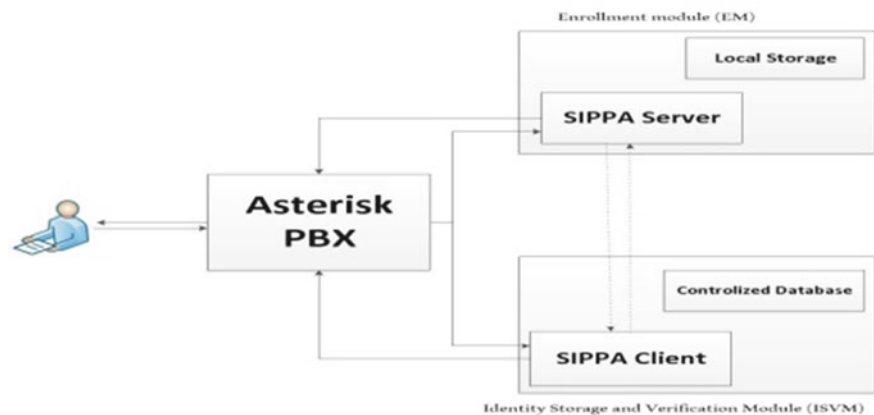 Enrollment module (EM)
Local Storage
SIPPA Server
Asterisk
PBX
Controlized Database
SIPPA Client
Identity Storage and Verification Module (ISVM)